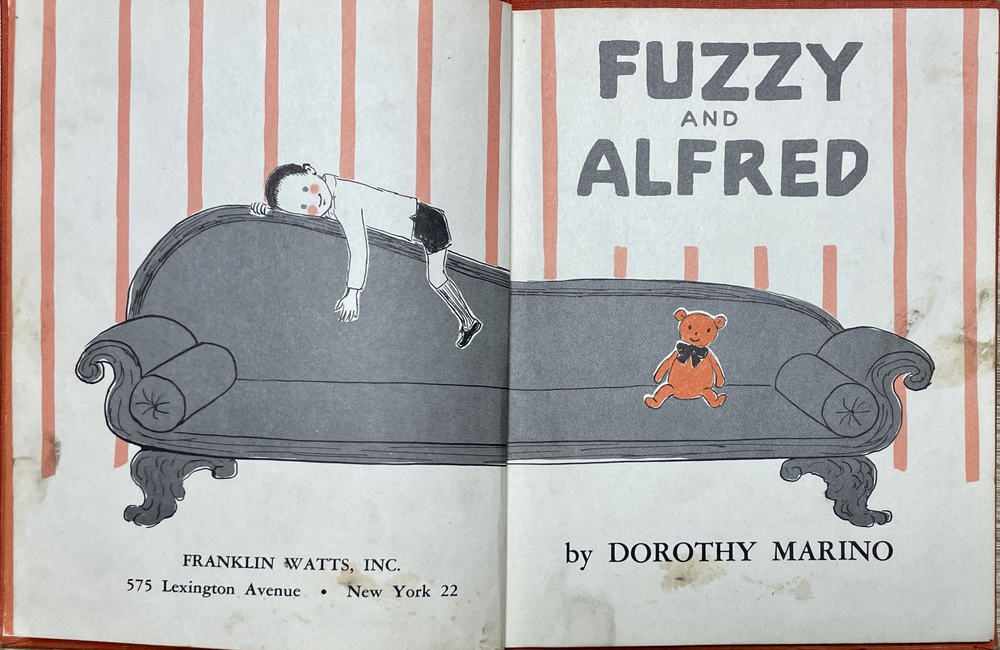 FUZZY
AND
ALFRED
by DOROTHY MARINO
FRANKLIN WATTS, INC.
575 Lexington Avenue • New York 22